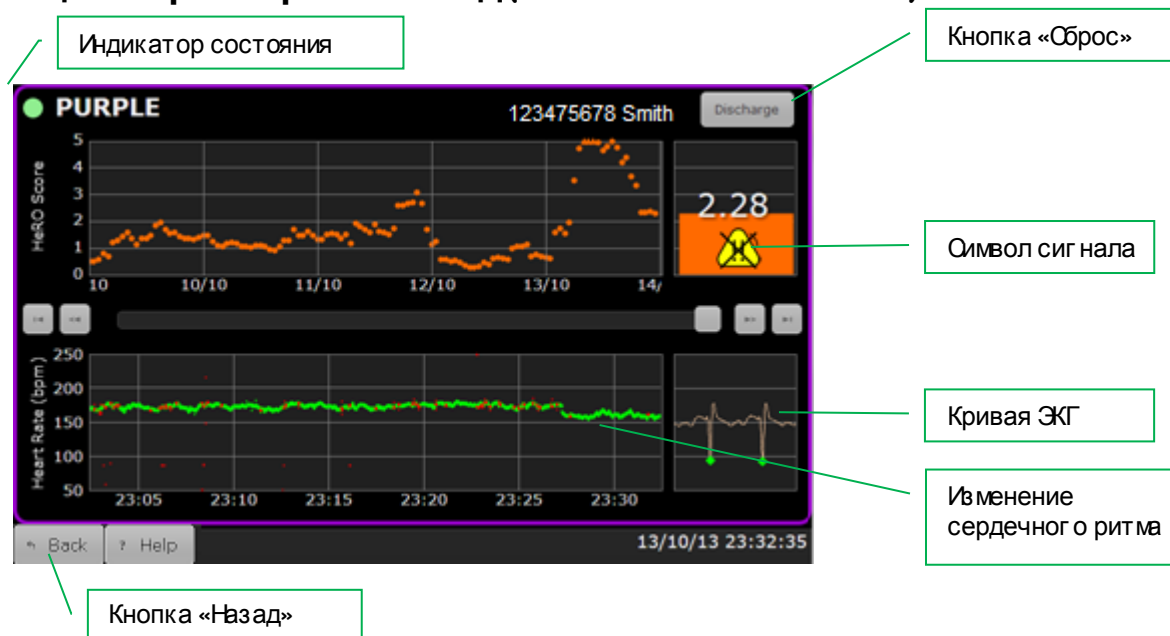 Индикатор состояния
Кнопка «Сброс»
PURPLE
123475678 Smith
Discharge
HeRO Score
5
4
3
2
1
0
10
10/10
11/10
12/10
13/10
14/
2.28
Символ сигнала
Heart Rate (bpm)
250
200
150
100
50
23:05
23:10
23:15
23:20
23:25
23:30
Кривая ЭКГ
Изменение
сердечного ритма
Back
? Help
13/10/13 23:32:35
Кнопка «Назад»